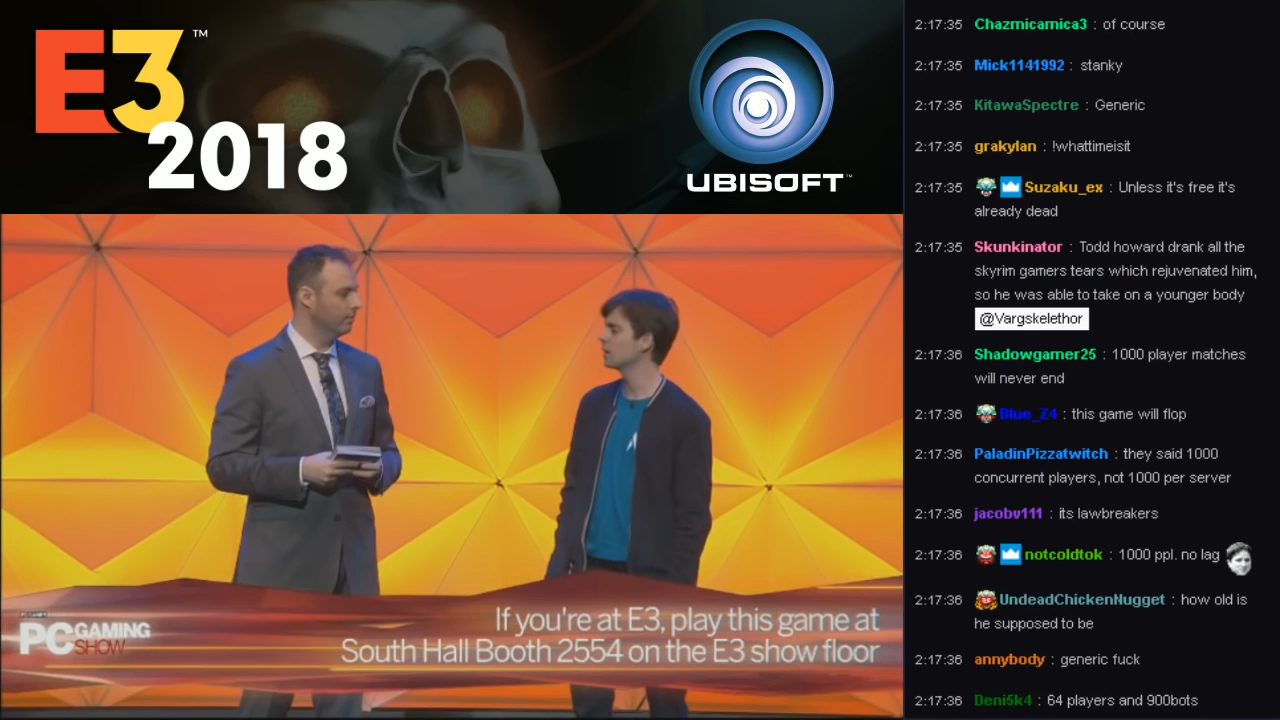 E3™
2018
UBISOFT™
PC GAMING
SHOW
If you're at E3, play this game at
South Hall Booth 2554 on the E3 show floor
2:17:35 Chazmicamica3 : of course
2:17:35 Mick1141992 : stanky
2:17:35 KitawaSpectre : Generic
2:17:35 grakylan : !whattimeisit
2:17:35 Suzaku_ex : Unless it's free it's
already dead
2:17:35 Skunkinator : Todd howard drank all the
skyrim gamers tears which rejuvenated him,
so he was able to take on a younger body
@Vargskelethor
2:17:36 Shadowgamer25 : 1000 player matches
will never end
2:17:36 Blue_Z4 : this game will flop
2:17:36 PaladinPizzatwitch : they said 1000
concurrent players, not 1000 per server
2:17:36 jacobv111 : its lawbreakers
2:17:36 notcoldtok : 1000 ppl. no lag
2:17:36 UndeadChickenNugget : how old is
he supposed to be
2:17:36 annybody : generic fuck
2:17:36 Deni5k4 : 64 players and 900bots